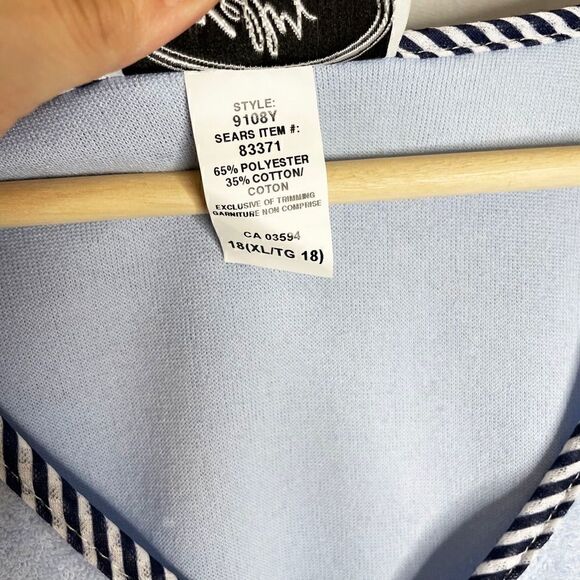 STYLE:
9108Y
SEARS ITEM #:
83371
65% POLYESTER
35% COTTON/
COTON
EXCLUSIVE OF TRIMMING
GARNITURE NON COMPRISE
CA 03594
18(XL/TG 18)